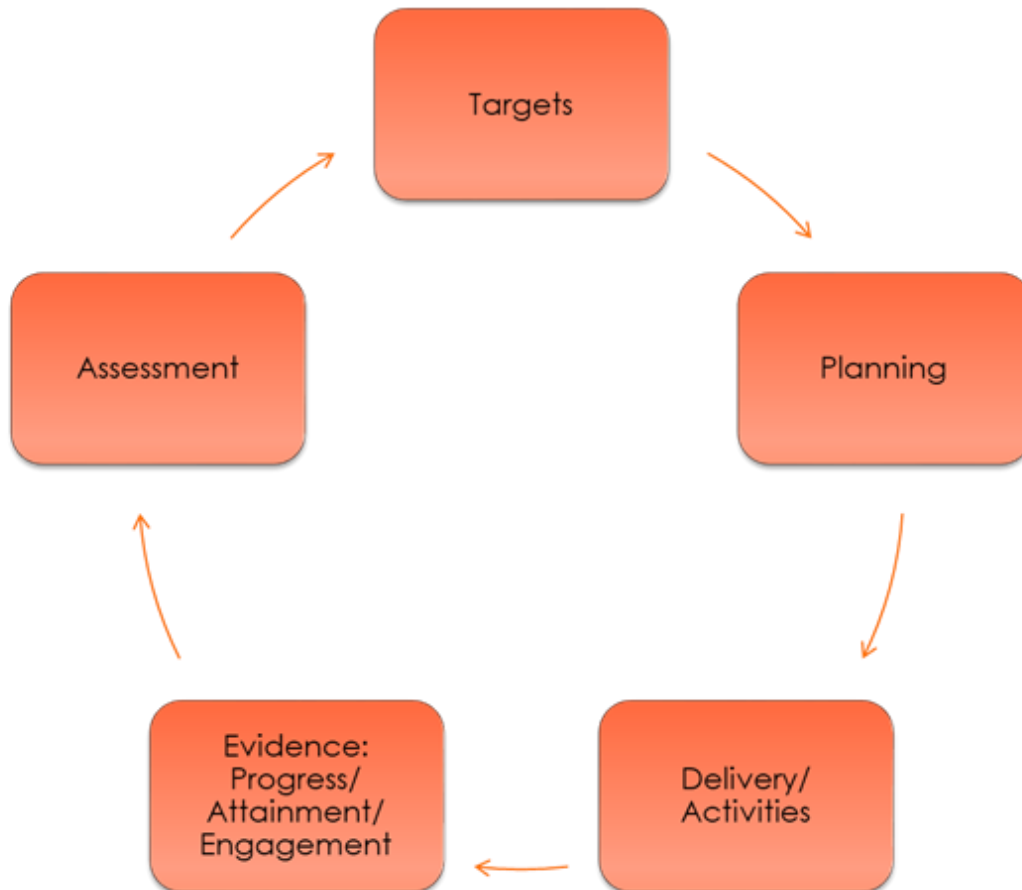 Targets
Planning
Delivery/
Activities
Evidence:
Progress/
Attainment/
Engagement
Assessment